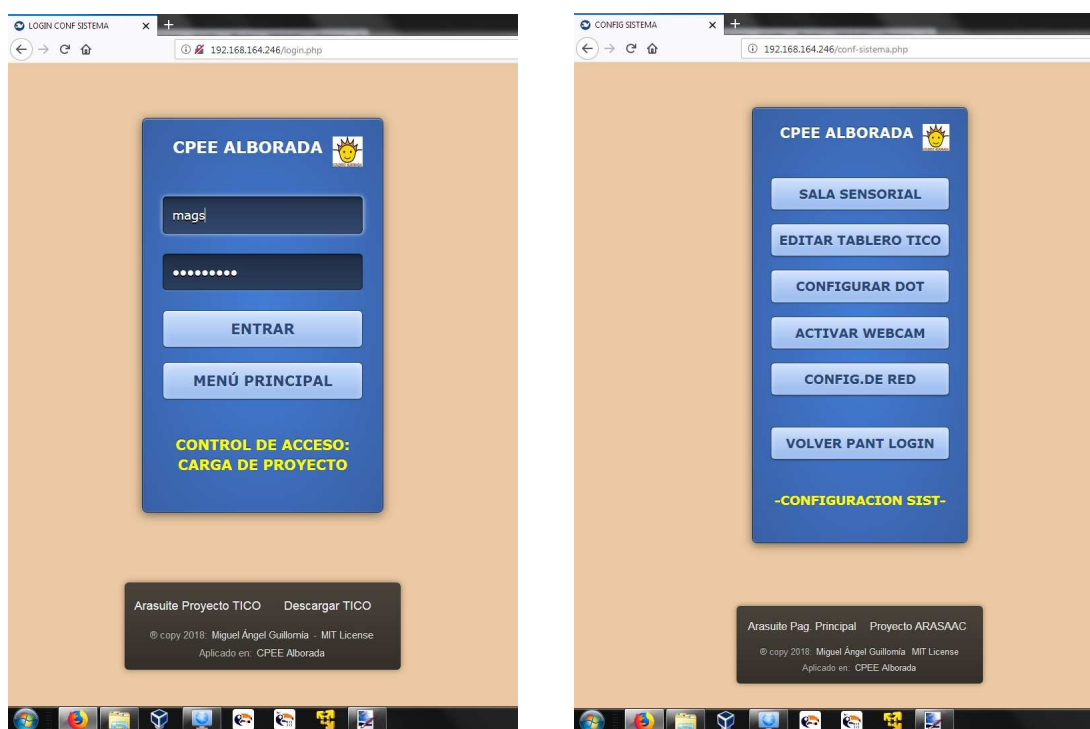 LOGIN CONF SISTEMA
192.168.164.246/login.php
CPEE ALBORADA
mags
•••••••••
ENTRAR
MENÚ PRINCIPAL
CONTROL DE ACCESO:
CARGA DE PROYECTO
Arasuite Proyecto TICO Descargar TICO
® copy 2018: Miguel Ángel Guillomía - MIT License
Aplicado en: CPEE Alborada
CONFIG SISTEMA
192.168.164.246/conf-sistema.php
CPEE ALBORADA
SALA SENSORIAL
EDITAR TABLERO TICO
CONFIGURAR DOT
ACTIVAR WEBCAM
CONFIG.DE RED
VOLVER PANT LOGIN
-CONFIGURACION SIST-
Arasuite Pag. Principal Proyecto ARASAAC
® copy 2018: Miguel Ángel Guillomía MIT License
Aplicado en: CPEE Alborada